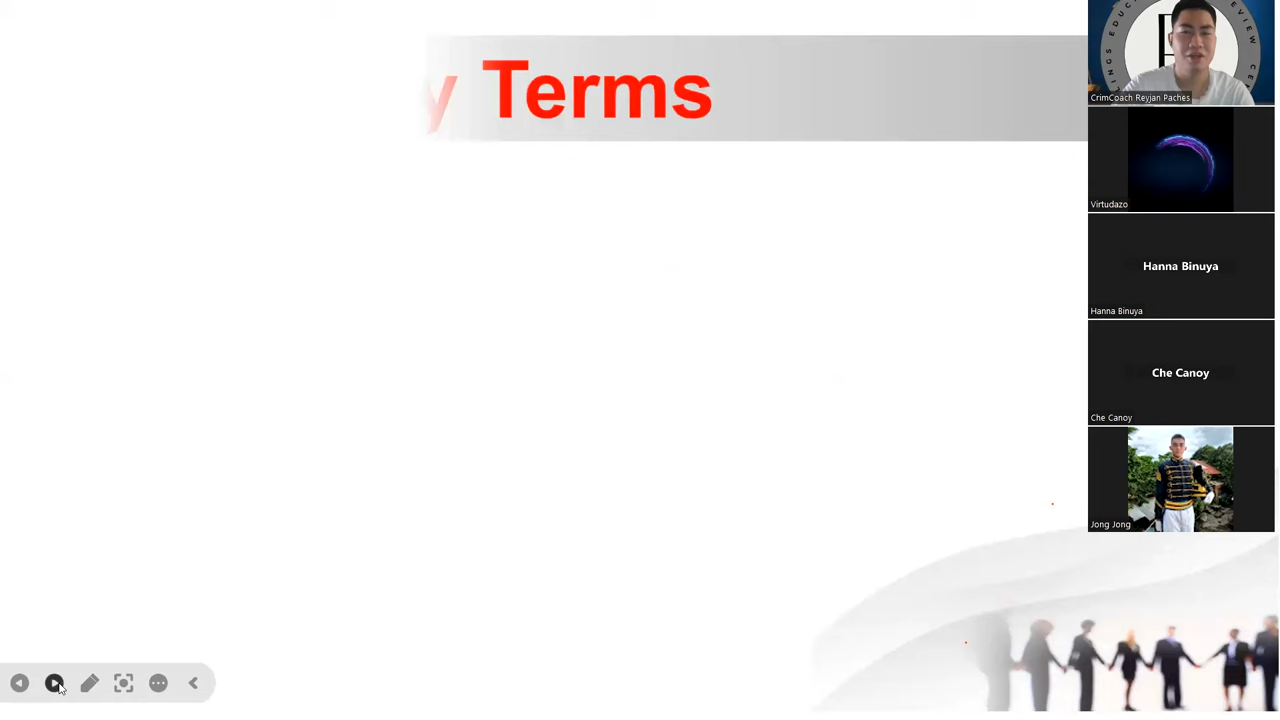 y Terms
CrimCoach Reyjan Paches
Virtudazo
Hanna Binuya
Hanna Binuya
Che Canoy
Che Canoy
Jong Jong